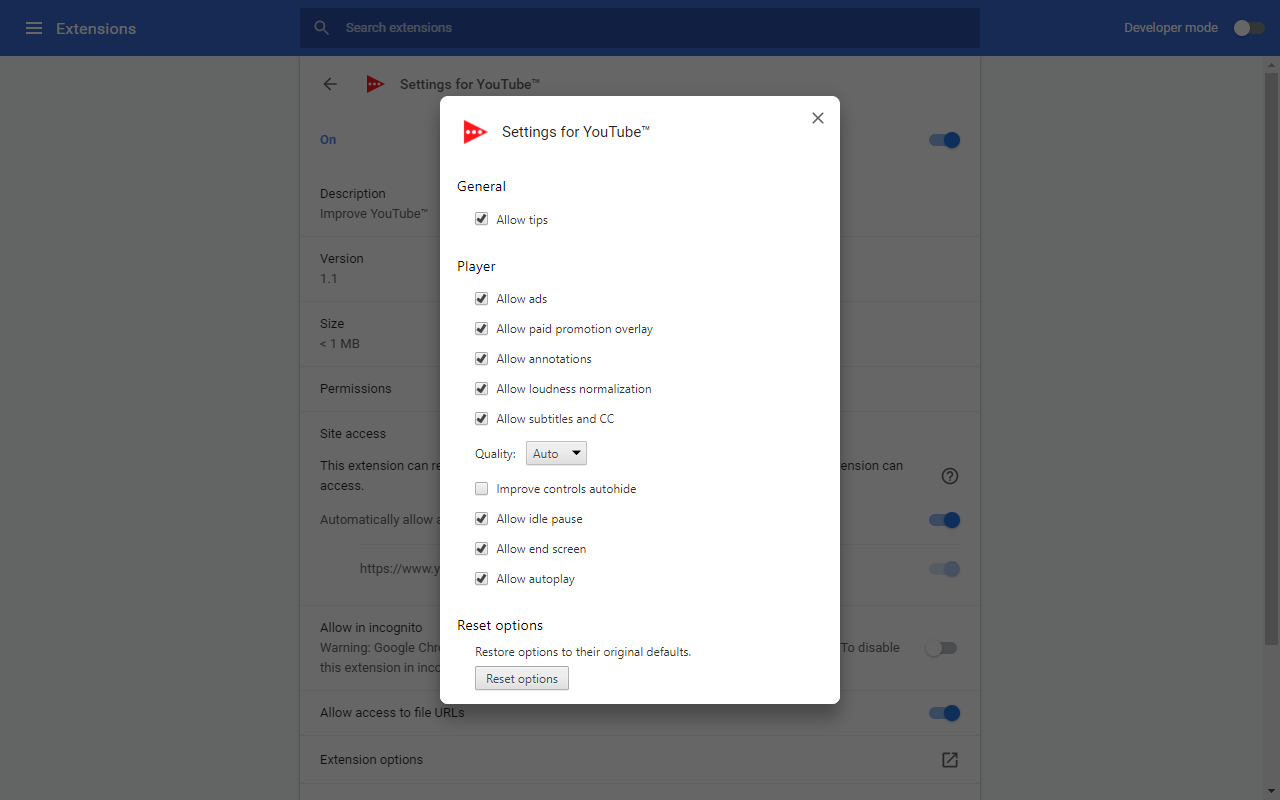 Extensions
Search extensions
Developer mode
Settings for YouTube™
On
Description
Improve YouTube™
Version
1.1
Size
< 1 MB
Permissions
Site access
This extension can re
ension can
access.
Automatically allow a
https://www.y
Allow in incognito
Warning: Google Chr
To disable
this extension in inco
Allow access to file URLs
Extension options
Settings for YouTube™
General
Allow tips
Player
Allow ads
Allow paid promotion overlay
Allow annotations
Allow loudness normalization
Allow subtitles and CC
Quality: Auto
Improve controls autohide
Allow idle pause
Allow end screen
Allow autoplay
Reset options
Restore options to their original defaults.
Reset options